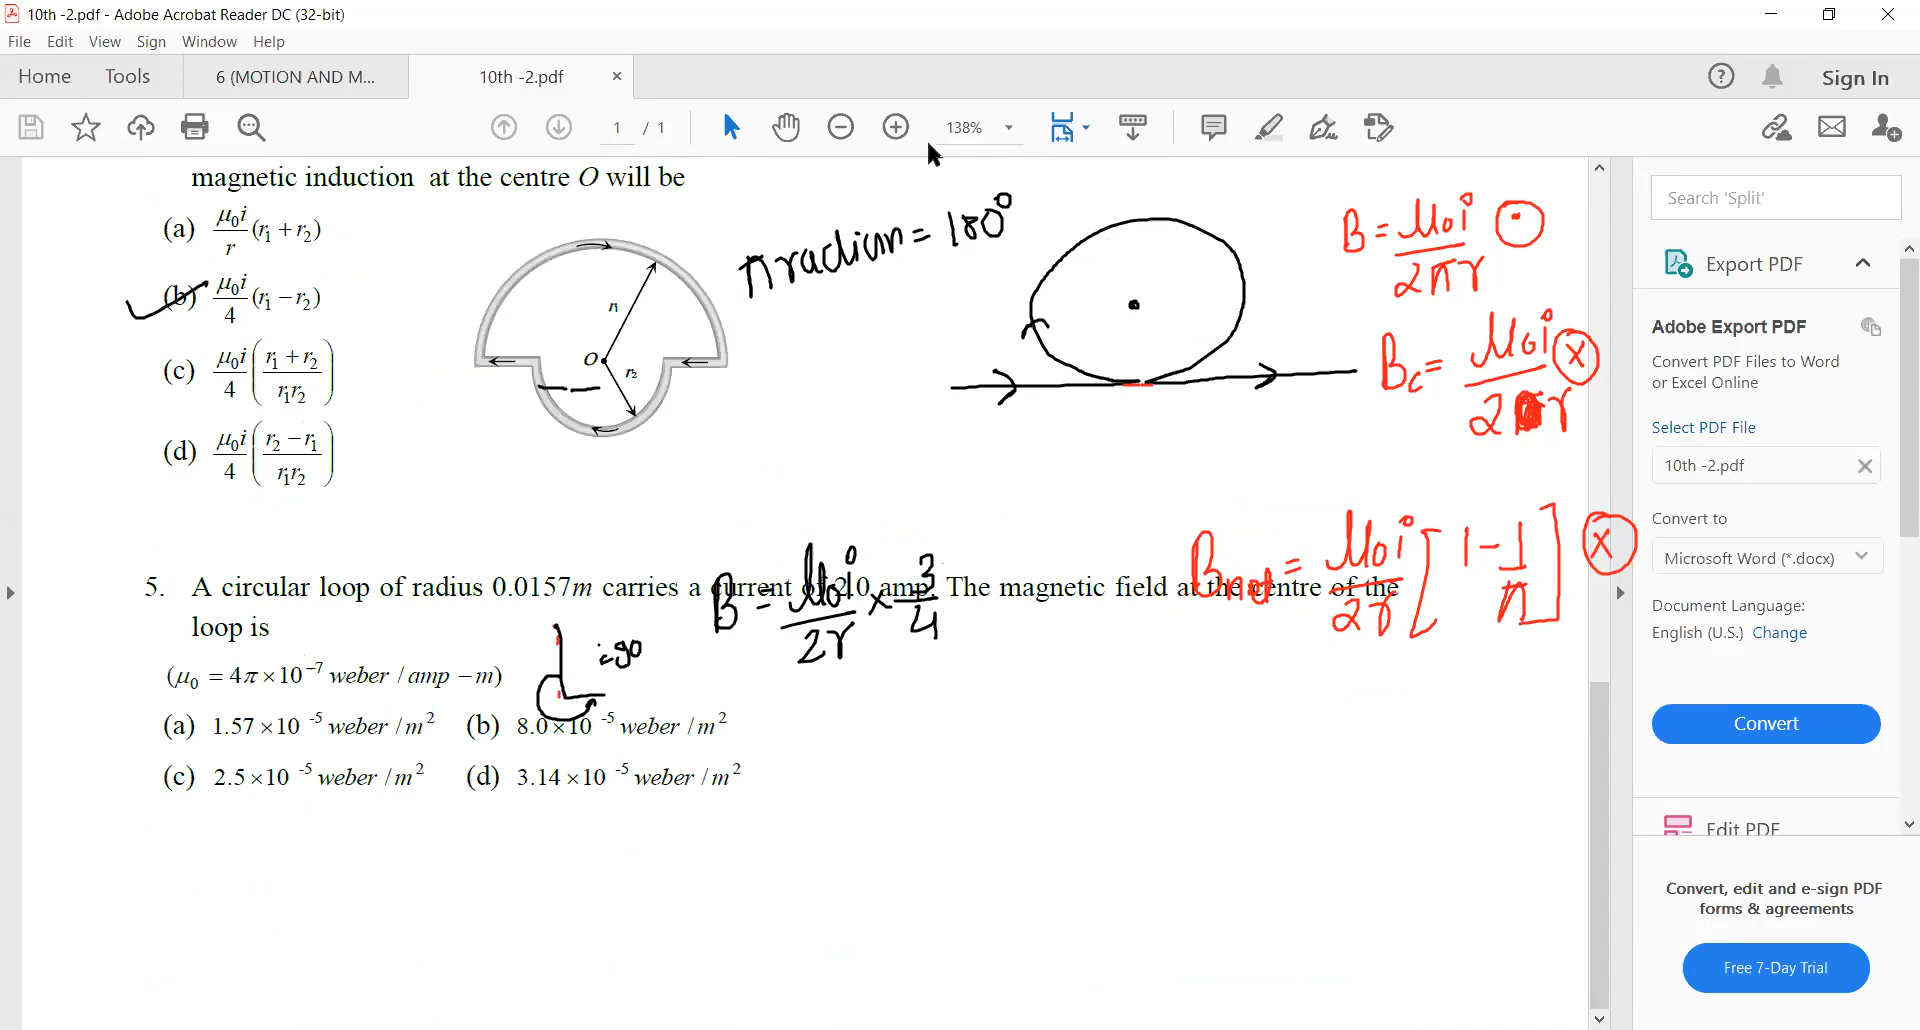 10th -2.pdf - Adobe Acrobat Reader DC (32-bit)
File Edit View Sign Window Help
Home Tools 6 (MOTION AND M... 10th -2.pdf × Sign In
1 / 1 138%
magnetic induction at the centre O will be
(a) μ₀i/r (r₁ + r₂)
(b) μ₀i/4 (r₁ − r₂)
(c) μ₀i/4 ((r₁ + r₂)/(r₁r₂))
(d) μ₀i/4 ((r₂ − r₁)/(r₁r₂))
r₁
O
r₂
π radian = 180°
B = μ₀i/2πr
Bc = μ₀i/2r
Bnet = μ₀i/2r [1 - 1/π]
5. A circular loop of radius 0.0157m carries a current of 2.0 amp. The magnetic field at the centre of the
loop is
B = μ₀i/2r × 3/4
=90
(μ₀ = 4π × 10⁻⁷ weber / amp − m)
(a) 1.57 × 10 ⁻⁵ weber / m² (b) 8.0 × 10 ⁻⁵ weber / m²
(c) 2.5 × 10 ⁻⁵ weber / m² (d) 3.14 × 10 ⁻⁵ weber / m²
Search 'Split'
Export PDF
Adobe Export PDF
Convert PDF Files to Word
or Excel Online
Select PDF File
10th -2.pdf
Convert to
Microsoft Word (*.docx)
Document Language:
English (U.S.) Change
Convert
Edit PDF
Convert, edit and e-sign PDF
forms & agreements
Free 7-Day Trial